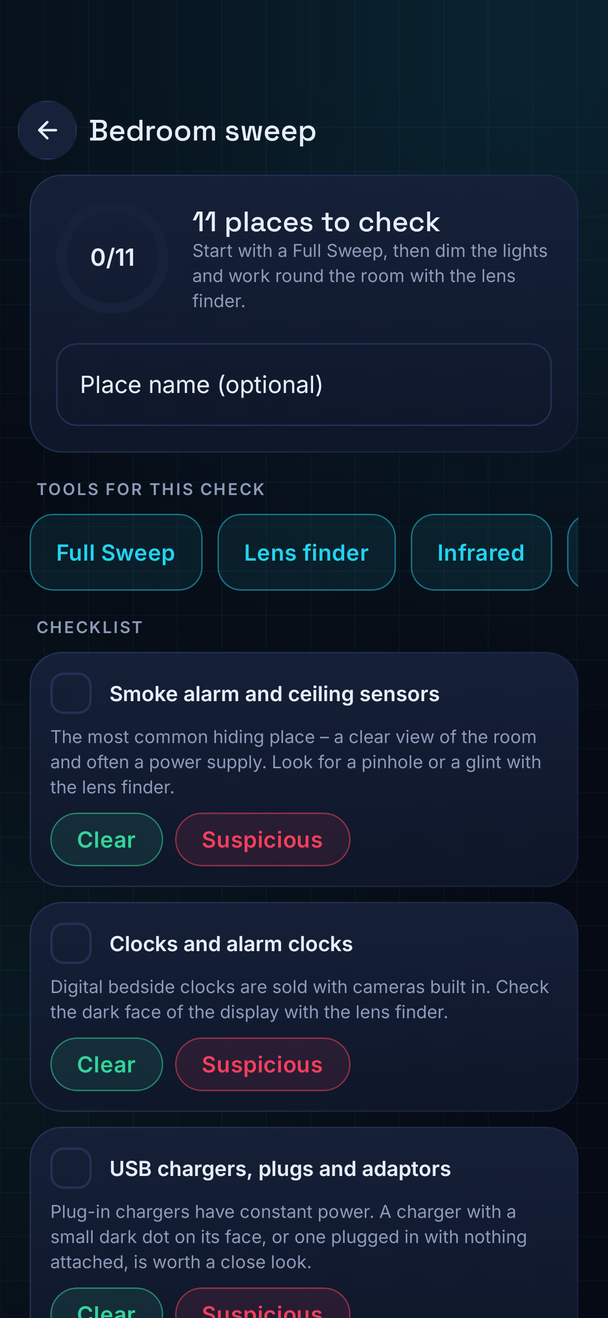 Bedroom sweep
0/11
11 places to check
Start with a Full Sweep, then dim the lights
and work round the room with the lens
finder.
Place name (optional)
TOOLS FOR THIS CHECK
Full Sweep
Lens finder
Infrared
CHECKLIST
Smoke alarm and ceiling sensors
The most common hiding place – a clear view of the room
and often a power supply. Look for a pinhole or a glint with
the lens finder.
Clear
Suspicious
Clocks and alarm clocks
Digital bedside clocks are sold with cameras built in. Check
the dark face of the display with the lens finder.
Clear
Suspicious
USB chargers, plugs and adaptors
Plug-in chargers have constant power. A charger with a
small dark dot on its face, or one plugged in with nothing
attached, is worth a close look.
Clear
Suspicious